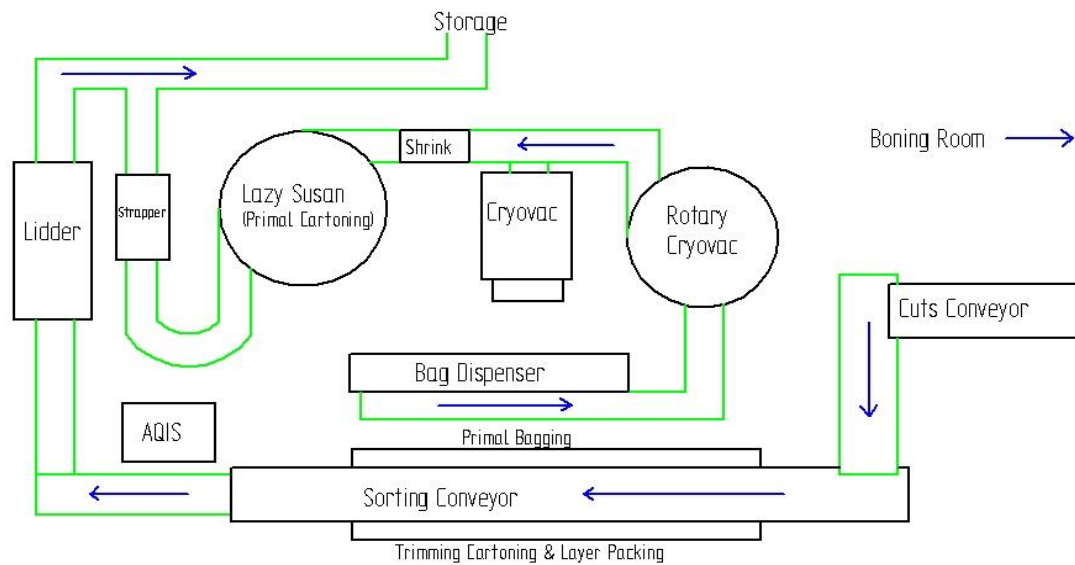 Storage
Boning Room
Shrink
Lidder
Strapper
Lazy Susan
(Primal Cartoning)
Cryovac
Rotary
Cryovac
Cuts Conveyor
Bag Dispenser
AQIS
Primal Bagging
Sorting Conveyor
Trimming Cartoning & Layer Packing